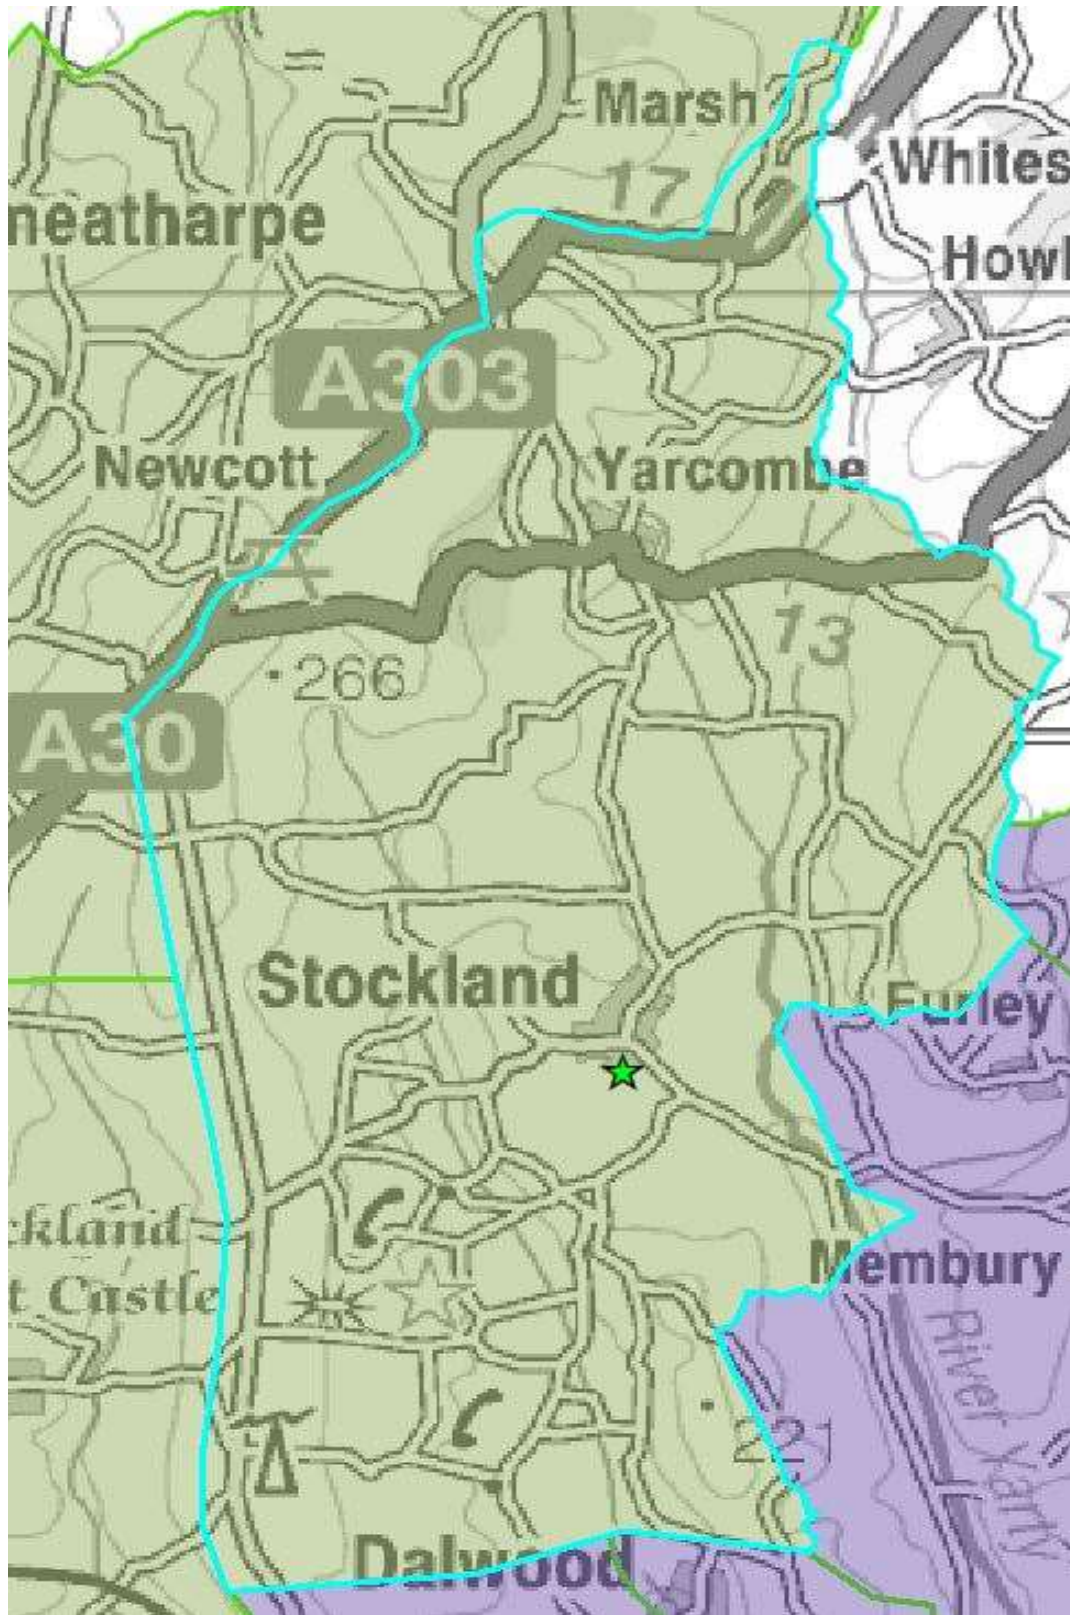 Marsh
17
Whites
neatharpe
Howl
A303
Newcott
Yarcombe
13
266
A30
Stockland
Furley
ckland
t Castle
Membury
River Yarty
221
Dalwood